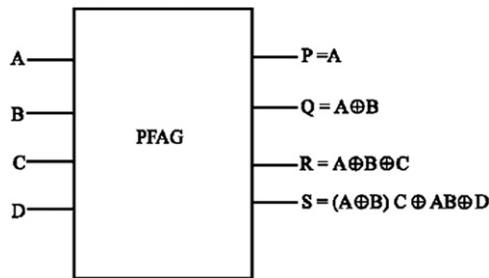 A
P =A
B
Q = A⊕B
PFAG
C
R = A⊕B⊕C
D
S = (A⊕B) C ⊕ AB⊕D